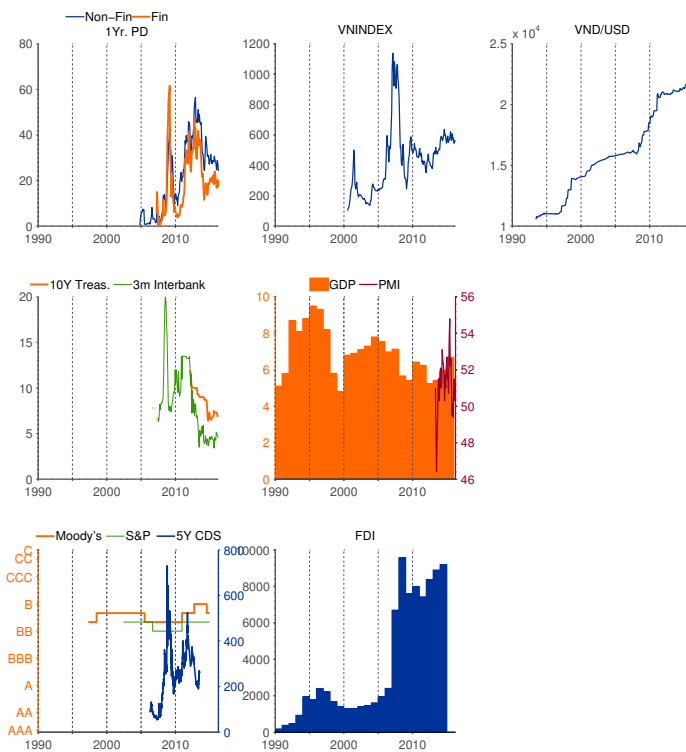 Non−Fin Fin
1Yr. PD
80
60
40
20
0
1990 2000 2010
VNINDEX
1200
1000
800
600
400
200
0
1990 2000 2010
VND/USD
2.5 x 10^4
2
1.5
1
1990 2000 2010
10Y Treas. 3m Interbank
20
15
10
5
0
1990 2000 2010
GDP PMI
10 56
8 54
6 52
4 50
2 48
0 46
1990 2000 2010
Moody's S&P 5Y CDS
C 800
CC
CCC
B 600
BB
BBB 400
A
AA 200
AAA 0
1990 2000 2010
FDI
10000
8000
6000
4000
2000
0
1990 2000 2010